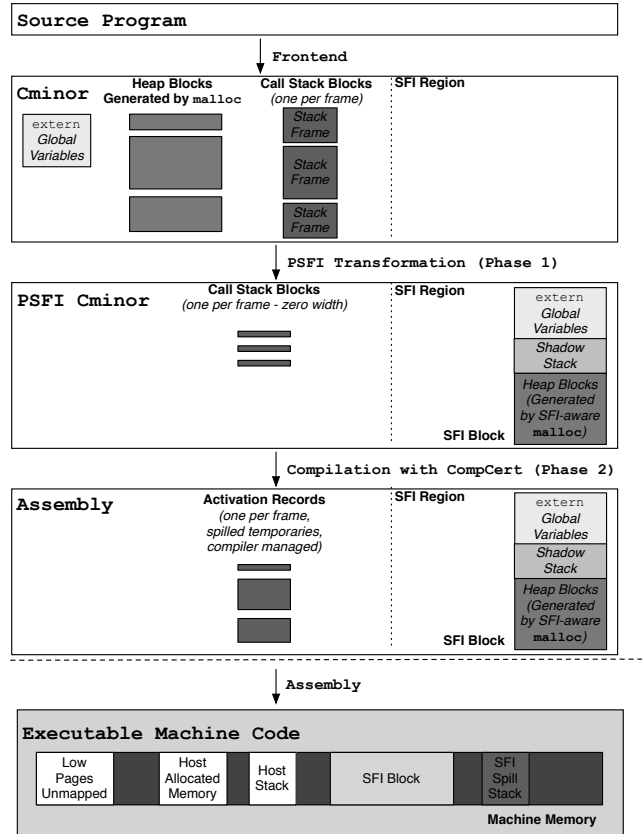 Source Program
Frontend
Cminor
Heap Blocks
Generated by malloc
Call Stack Blocks
(one per frame)
SFI Region
extern
Global
Variables
Stack
Frame
Stack
Frame
Stack
Frame
PSFI Transformation (Phase 1)
PSFI Cminor
Call Stack Blocks
(one per frame - zero width)
SFI Region
extern
Global
Variables
Shadow
Stack
Heap Blocks
(Generated
by SFI-aware
malloc)
SFI Block
Compilation with CompCert (Phase 2)
Assembly
Activation Records
(one per frame,
spilled temporaries,
compiler managed)
SFI Region
extern
Global
Variables
Shadow
Stack
Heap Blocks
(Generated
by SFI-aware
malloc)
SFI Block
Assembly
Executable Machine Code
Low
Pages
Unmapped
Host
Allocated
Memory
Host
Stack
SFI Block
SFI
Spill
Stack
Machine Memory